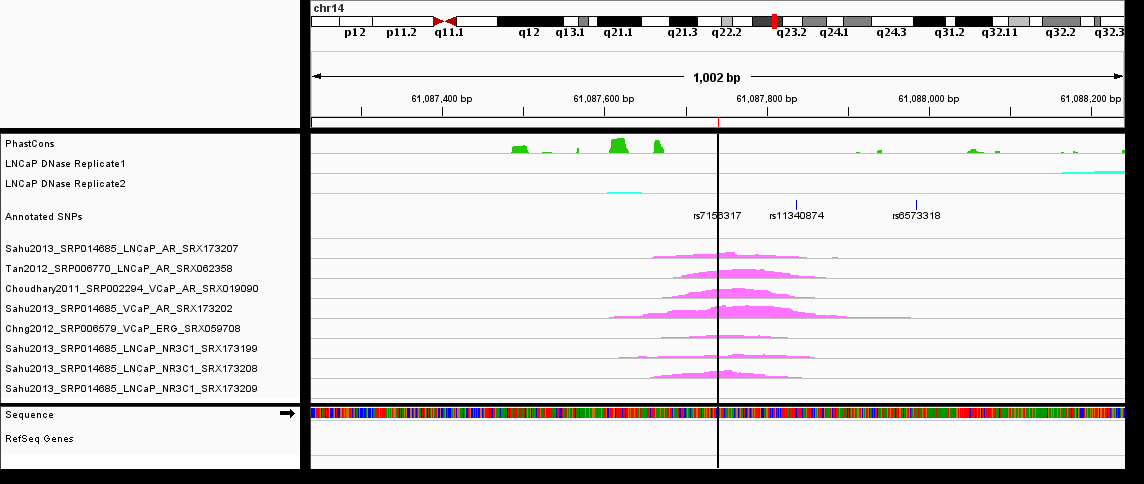 chr14
p12 p11.2 q11.1 q12 q13.1 q21.1 q21.3 q22.2 q23.2 q24.1 q24.3 q31.2 q32.11 q32.2 q32.3
1,002 bp
61,087,400 bp 61,087,600 bp 61,087,800 bp 61,088,000 bp 61,088,200 bp
PhastCons
LNCaP DNase Replicate1
LNCaP DNase Replicate2
Annotated SNPs
rs7156317 rs11340874 rs6573318
Sahu2013_SRP014685_LNCaP_AR_SRX173207
Tan2012_SRP006770_LNCaP_AR_SRX062358
Choudhary2011_SRP002294_VCaP_AR_SRX019090
Sahu2013_SRP014685_VCaP_AR_SRX173202
Chng2012_SRP006579_VCaP_ERG_SRX059708
Sahu2013_SRP014685_LNCaP_NR3C1_SRX173199
Sahu2013_SRP014685_LNCaP_NR3C1_SRX173208
Sahu2013_SRP014685_LNCaP_NR3C1_SRX173209
Sequence
RefSeq Genes